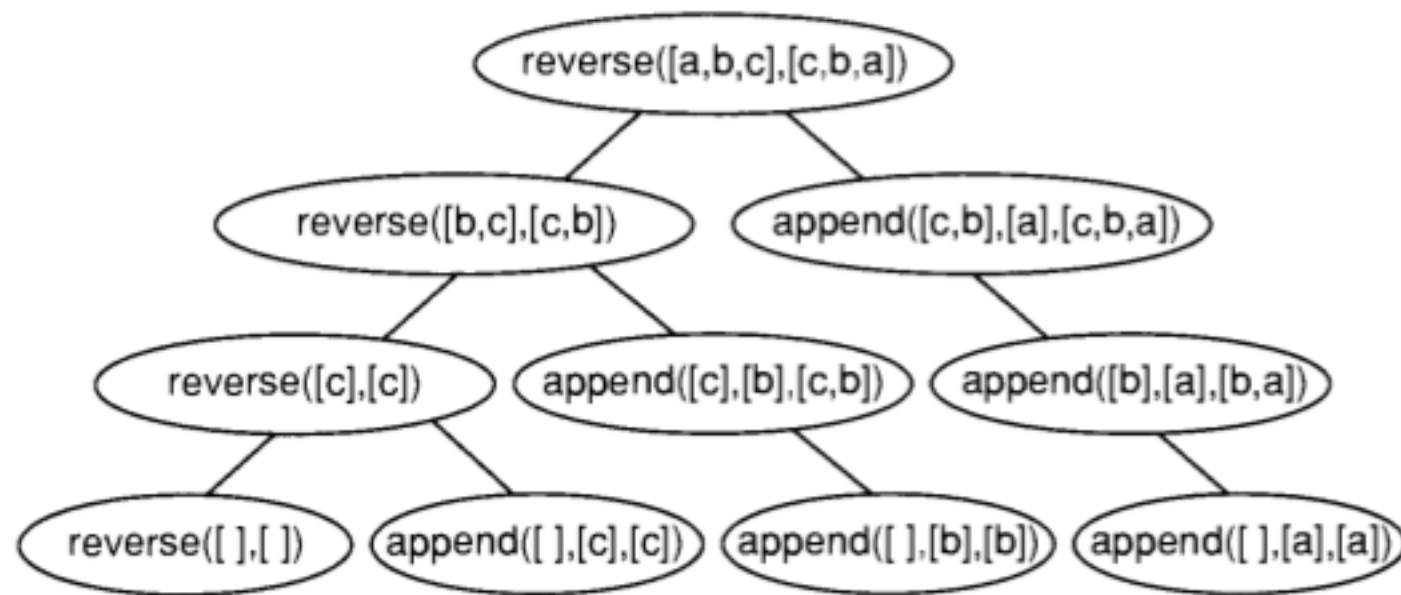 reverse([a,b,c],[c,b,a])
reverse([b,c],[c,b])
append([c,b],[a],[c,b,a])
reverse([c],[c])
append([c],[b],[c,b])
append([b],[a],[b,a])
reverse([ ],[ ])
append([ ],[c],[c])
append([ ],[b],[b])
append([ ],[a],[a])